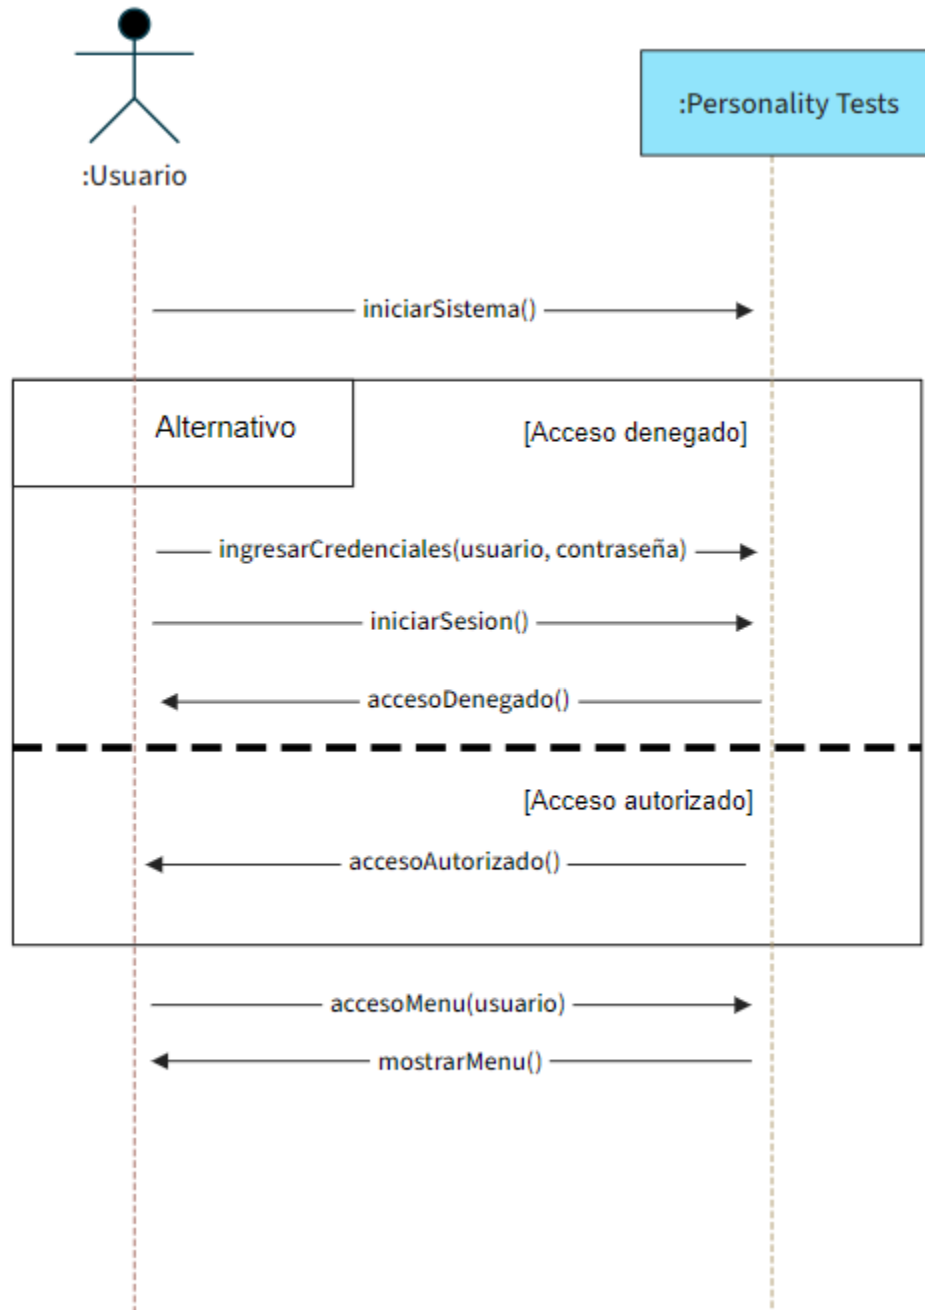 :Usuario
:Personality Tests
iniciarSistema()
Alternativo
[Acceso denegado]
ingresarCredenciales(usuario, contraseña)
iniciarSesion()
accesoDenegado()
[Acceso autorizado]
accesoAutorizado()
accesoMenu(usuario)
mostrarMenu()